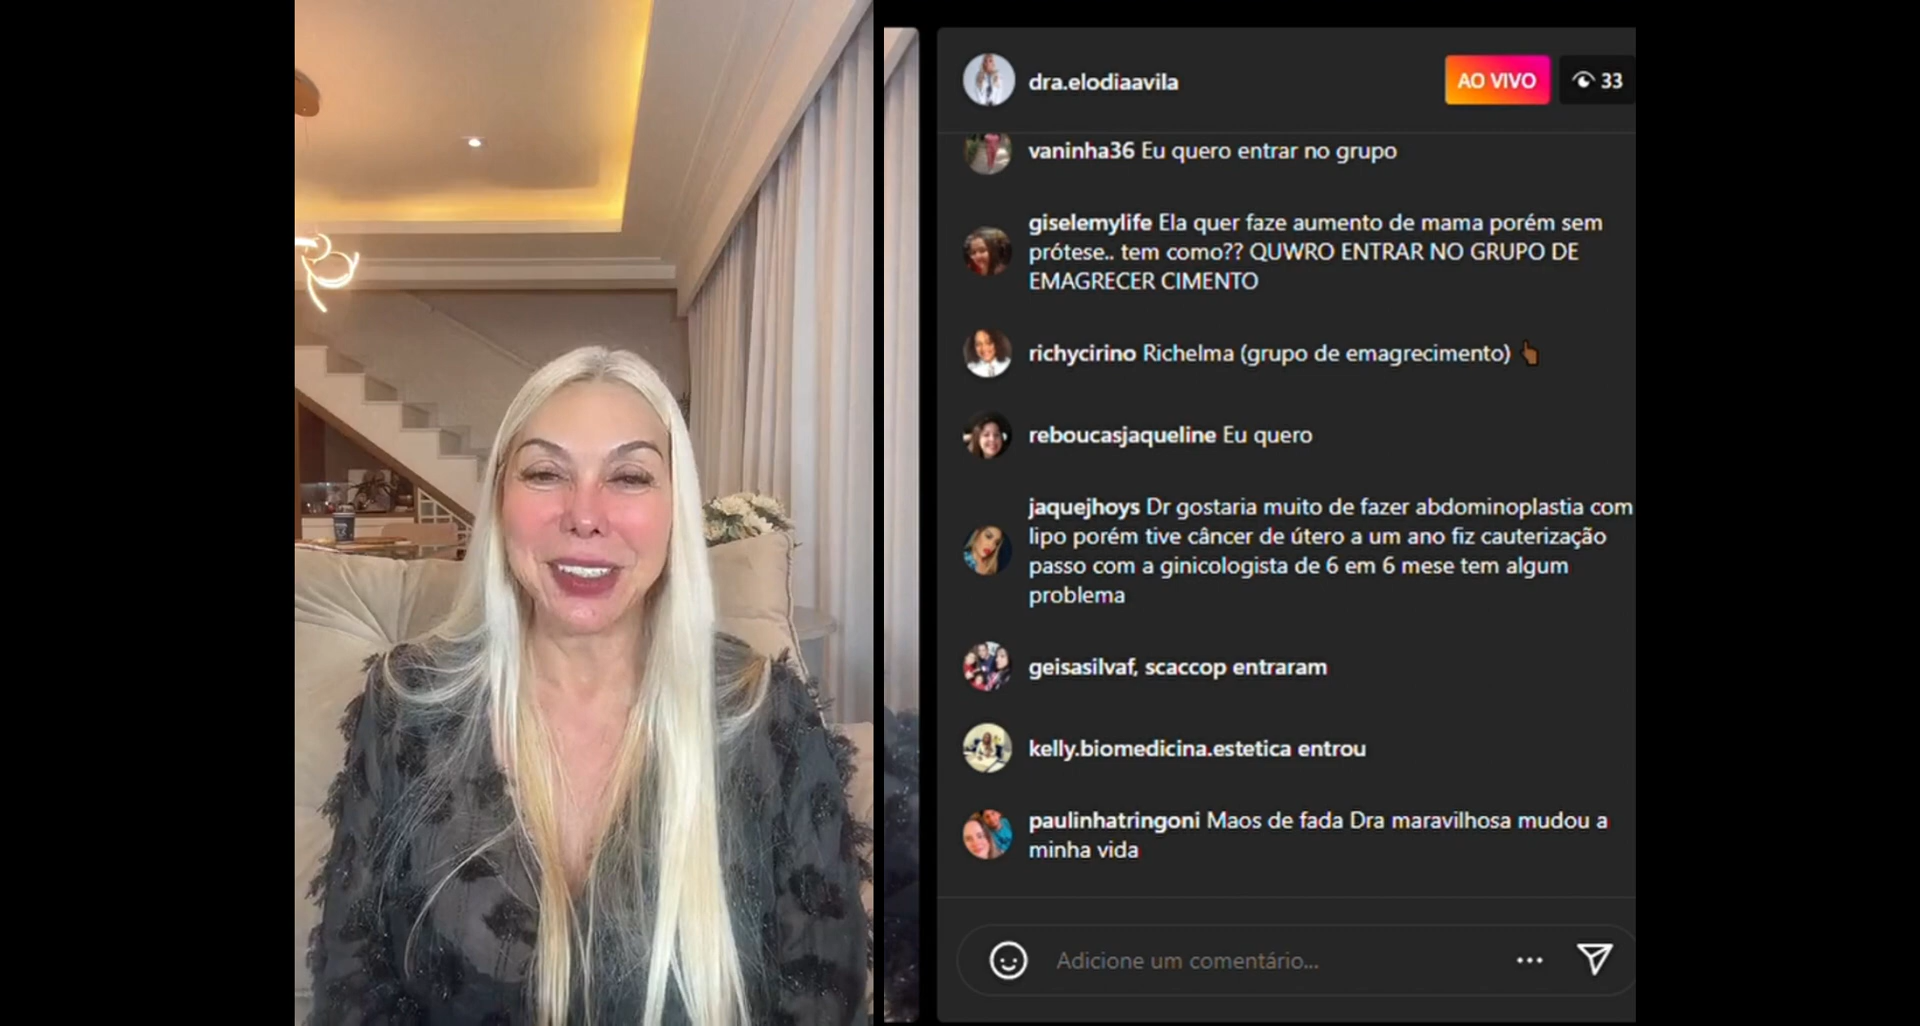 dra.elodiaavila
AO VIVO
33
vaninha36 Eu quero entrar no grupo
giselemylife Ela quer faze aumento de mama porém sem
prótese.. tem como?? QUWRO ENTRAR NO GRUPO DE
EMAGRECER CIMENTO
richycirino Richelma (grupo de emagrecimento) 👆🏾
reboucasjaqueline Eu quero
jaquejhoys Dr gostaria muito de fazer abdominoplastia com
lipo porém tive câncer de útero a um ano fiz cauterização
passo com a ginicologista de 6 em 6 mese tem algum
problema
geisasilvaf, scaccop entraram
kelly.biomedicina.estetica entrou
paulinhatringoni Maos de fada Dra maravilhosa mudou a
minha vida
Adicione um comentário...